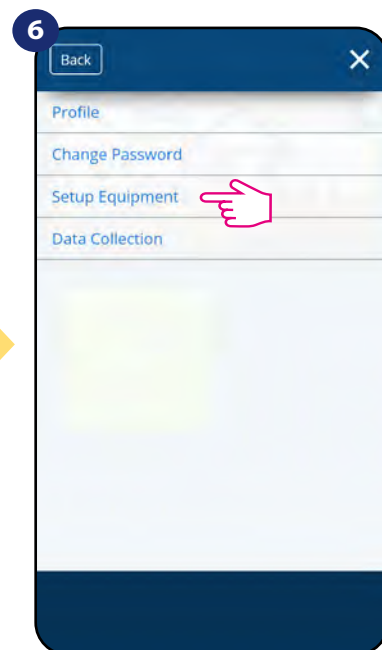 6
Back
Profile
Change Password
Setup Equipment
Data Collection